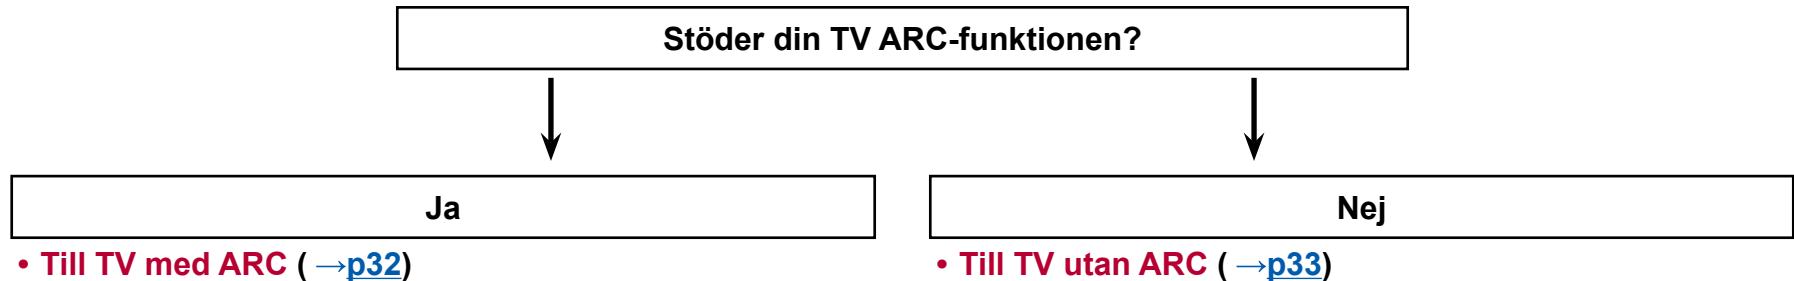 Stöder din TV ARC-funktionen?
Ja
Nej
• Till TV med ARC ( →p32)
• Till TV utan ARC ( →p33)